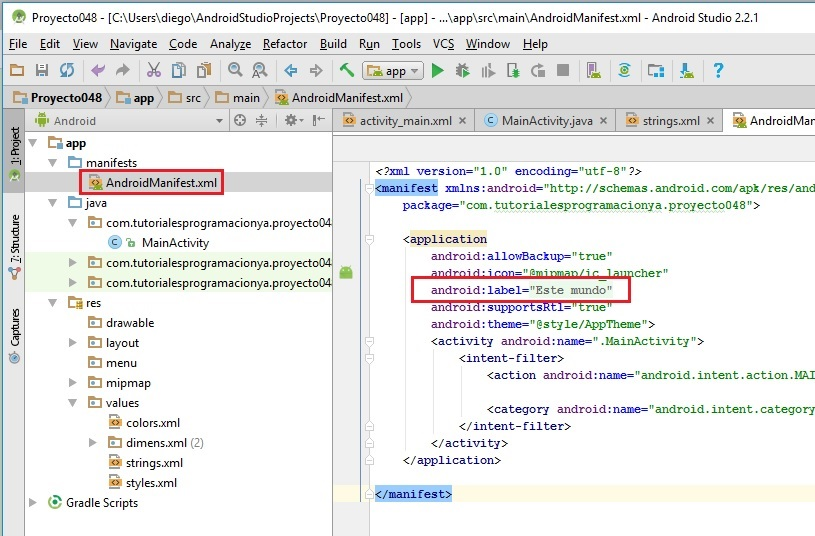 Proyecto048 - [C:\Users\diego\AndroidStudioProjects\Proyecto048] - [app] - ...\app\src\main\AndroidManifest.xml - Android Studio 2.2.1
File Edit View Navigate Code Analyze Refactor Build Run Tools VCS Window Help
app
Proyecto048 app src main AndroidManifest.xml
Android
activity_main.xml MainActivity.java strings.xml AndroidMan
1: Project
7: Structure
Captures
app
manifests
AndroidManifest.xml
java
com.tutorialesprogramacionya.proyecto04
MainActivity
com.tutorialesprogramacionya.proyecto04
com.tutorialesprogramacionya.proyecto04
res
drawable
layout
menu
mipmap
values
colors.xml
dimens.xml (2)
strings.xml
styles.xml
Gradle Scripts
<?xml version="1.0" encoding="utf-8"?>
<manifest xmlns:android="http://schemas.android.com/apk/res/and
package="com.tutorialesprogramacionya.proyecto048">
<application
android:allowBackup="true"
android:icon="@mipmap/ic_launcher"
android:label="Este mundo"
android:supportsRtl="true"
android:theme="@style/AppTheme">
<activity android:name=".MainActivity">
<intent-filter>
<action android:name="android.intent.action.MAI
<category android:name="android.intent.category
</intent-filter>
</activity>
</application>
</manifest>